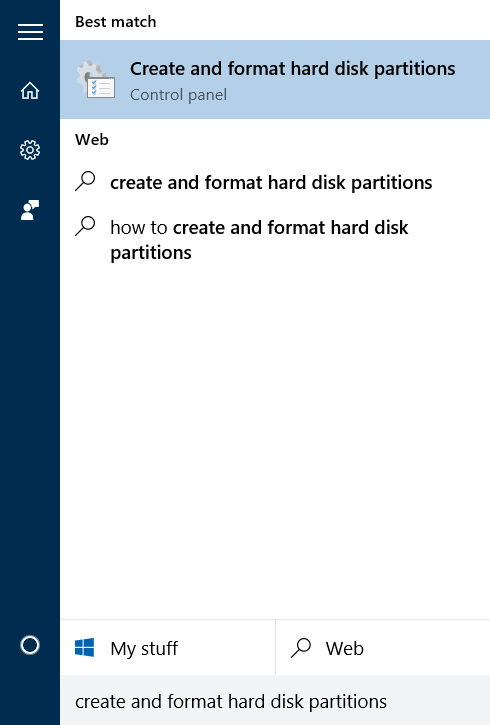 Best match
Create and format hard disk partitions
Control panel
Web
create and format hard disk partitions
how to create and format hard disk
partitions
My stuff
Web
create and format hard disk partitions